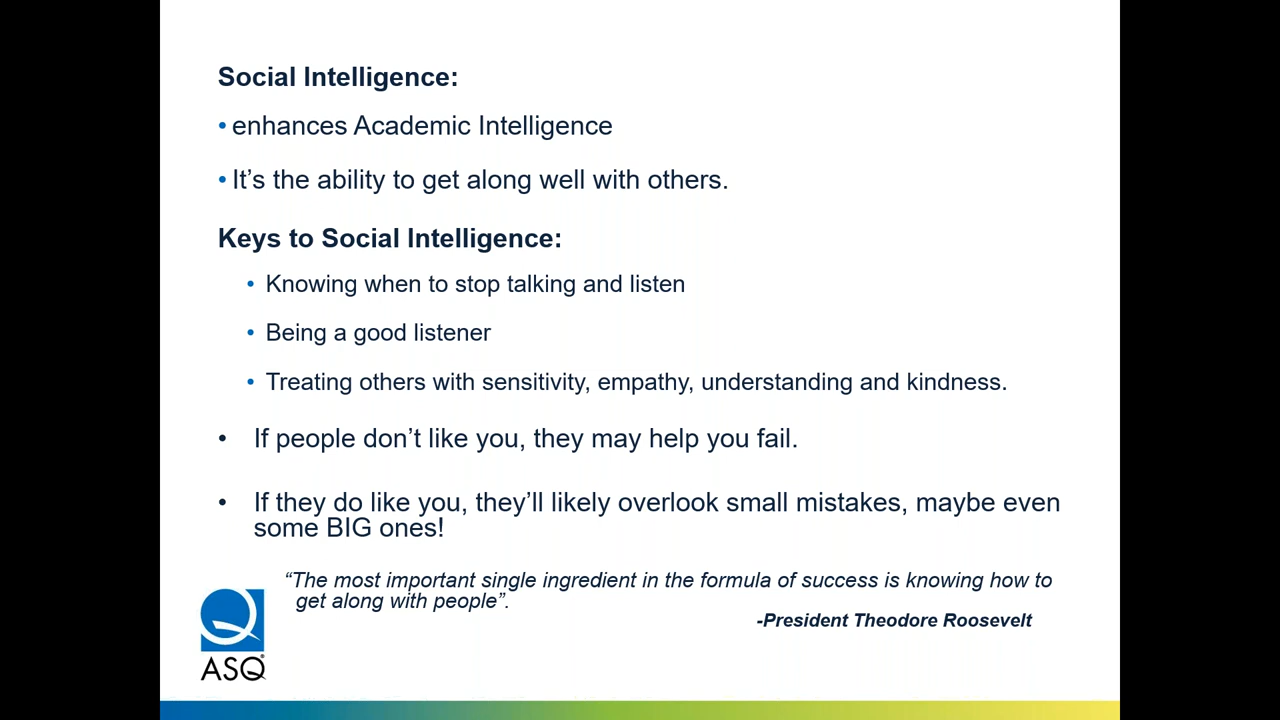 Social Intelligence:
• enhances Academic Intelligence
• It’s the ability to get along well with others.
Keys to Social Intelligence:
• Knowing when to stop talking and listen
• Being a good listener
• Treating others with sensitivity, empathy, understanding and kindness.
• If people don’t like you, they may help you fail.
• If they do like you, they’ll likely overlook small mistakes, maybe even
some BIG ones!
“The most important single ingredient in the formula of success is knowing how to
get along with people”.
-President Theodore Roosevelt
ASQ®